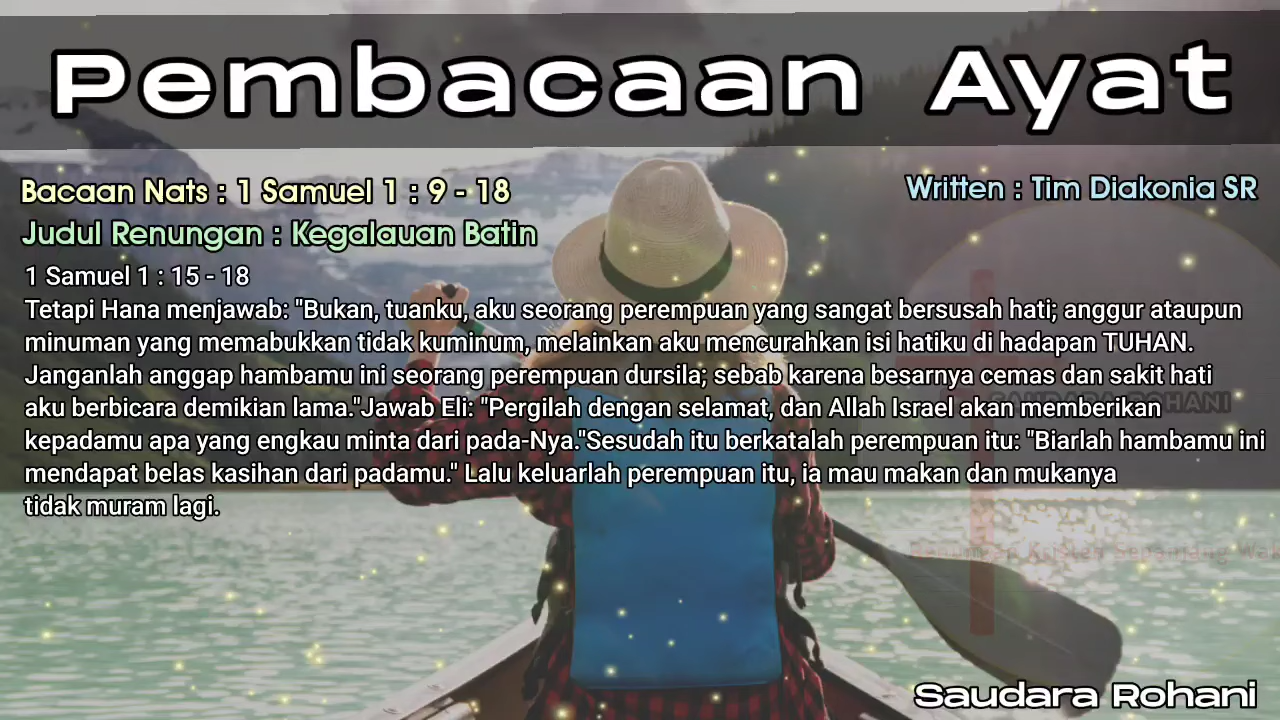 Pembacaan Ayat
Bacaan Nats : 1 Samuel 1 : 9 - 18
Written : Tim Diakonia SR
Judul Renungan : Kegalauan Batin
1 Samuel 1 : 15 - 18
Tetapi Hana menjawab: "Bukan, tuanku, aku seorang perempuan yang sangat bersusah hati; anggur ataupun
minuman yang memabukkan tidak kuminum, melainkan aku mencurahkan isi hatiku di hadapan TUHAN.
Janganlah anggap hambamu ini seorang perempuan dursila; sebab karena besarnya cemas dan sakit hati
aku berbicara demikian lama."Jawab Eli: "Pergilah dengan selamat, dan Allah Israel akan memberikan
SAUDARA ROHANI
kepadamu apa yang engkau minta dari pada-Nya."Sesudah itu berkatalah perempuan itu: "Biarlah hambamu ini
mendapat belas kasihan dari padamu." Lalu keluarlah perempuan itu, ia mau makan dan mukanya
tidak muram lagi.
Renungan Kristen Sepanjang
Saudara Rohani